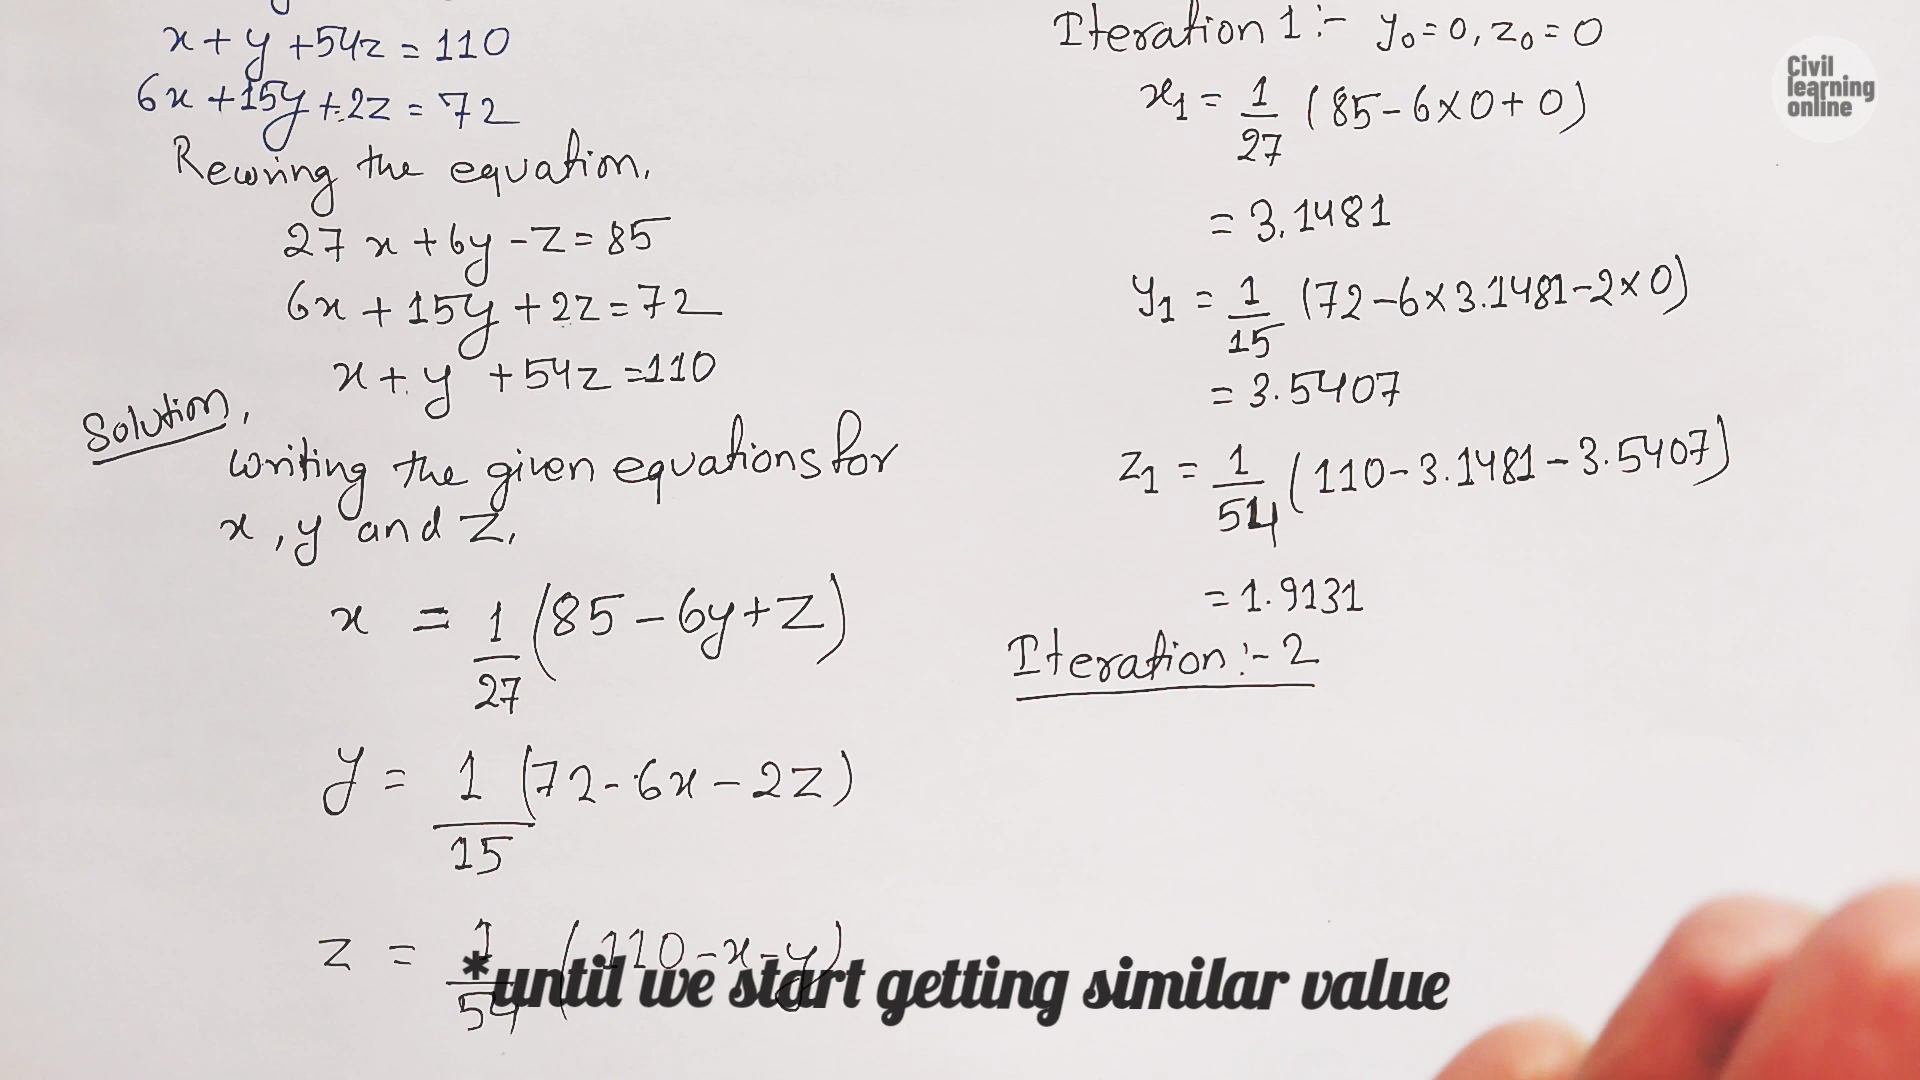 x + y + 54z = 110
6x + 15y + 2z = 72
Rewring the equation,
27x + 6y - z = 85
6x + 15y + 2z = 72
x + y + 54z = 110
Solution,
writing the given equations for
x, y and z,
x = 1/27 (85 - 6y + z)
y = 1/15 (72 - 6x - 2z)
z = 1/54 (110 - x - y)
Iteration 1 :- y₀ = 0, z₀ = 0
x₁ = 1/27 (85 - 6×0 + 0)
= 3.1481
y₁ = 1/15 (72 - 6×3.1481 - 2×0)
= 3.5407
z₁ = 1/54 (110 - 3.1481 - 3.5407)
= 1.9131
Iteration :- 2
*until we start getting similar value
Civil
learning
online